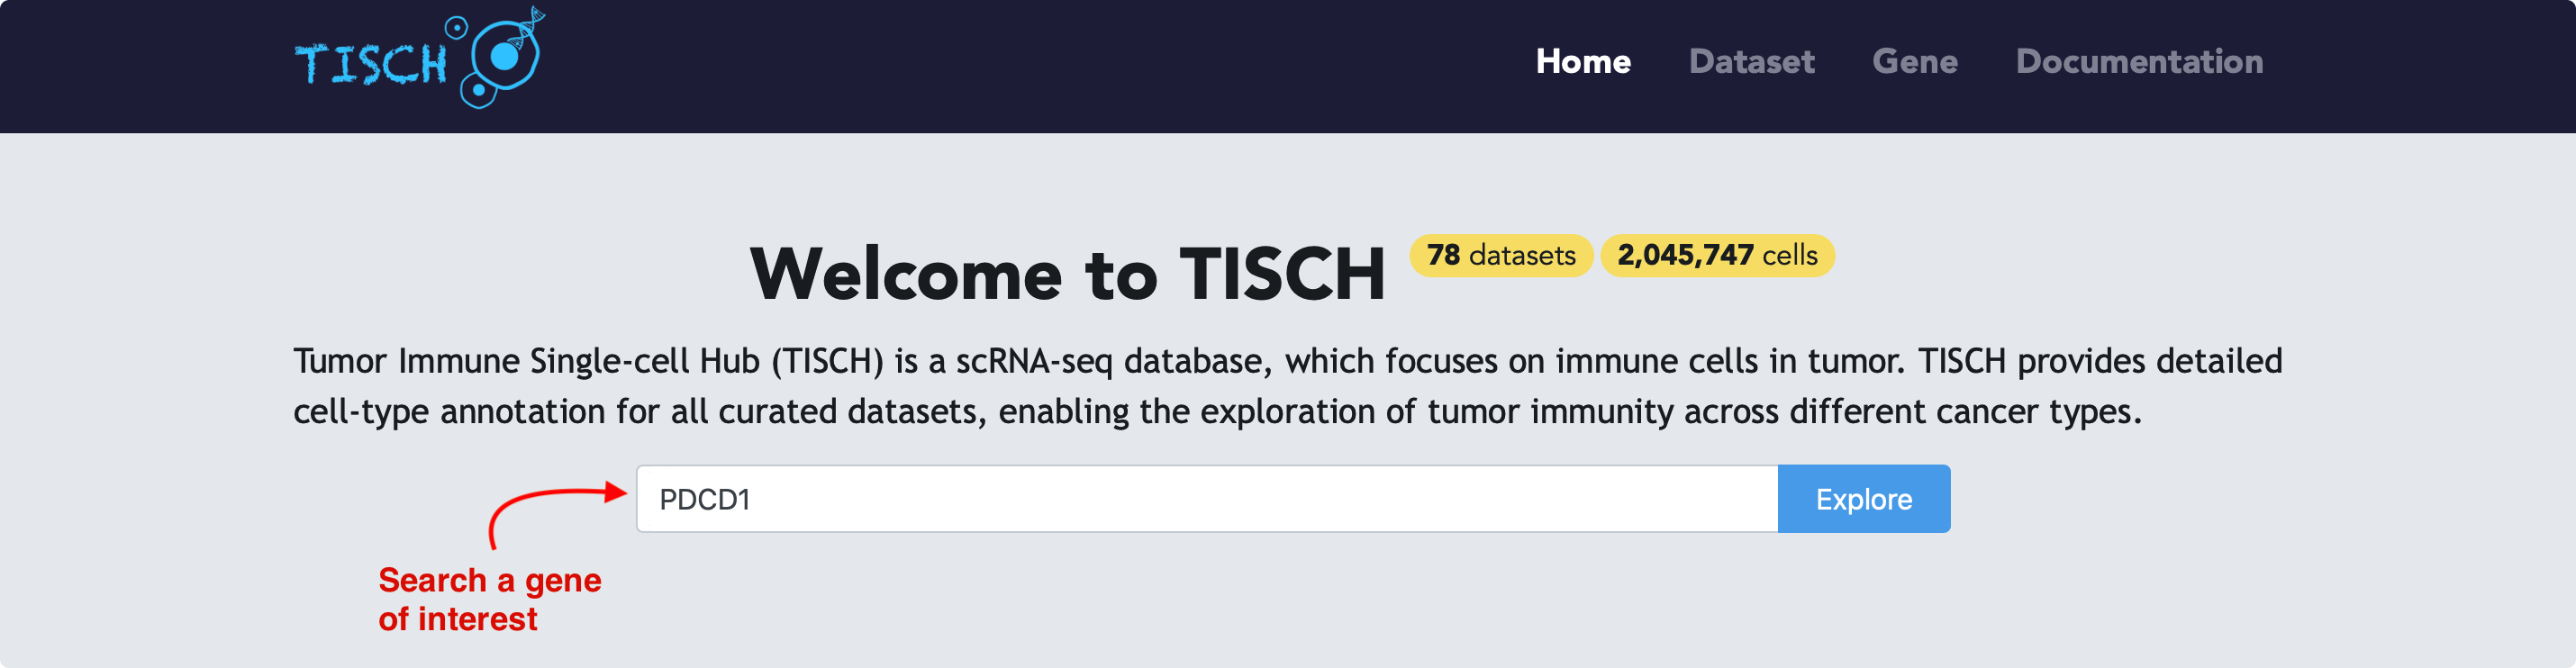 TISCH
Home Dataset Gene Documentation
Welcome to TISCH 78 datasets 2,045,747 cells
Tumor Immune Single-cell Hub (TISCH) is a scRNA-seq database, which focuses on immune cells in tumor. TISCH provides detailed
cell-type annotation for all curated datasets, enabling the exploration of tumor immunity across different cancer types.
PDCD1 Explore
Search a gene
of interest